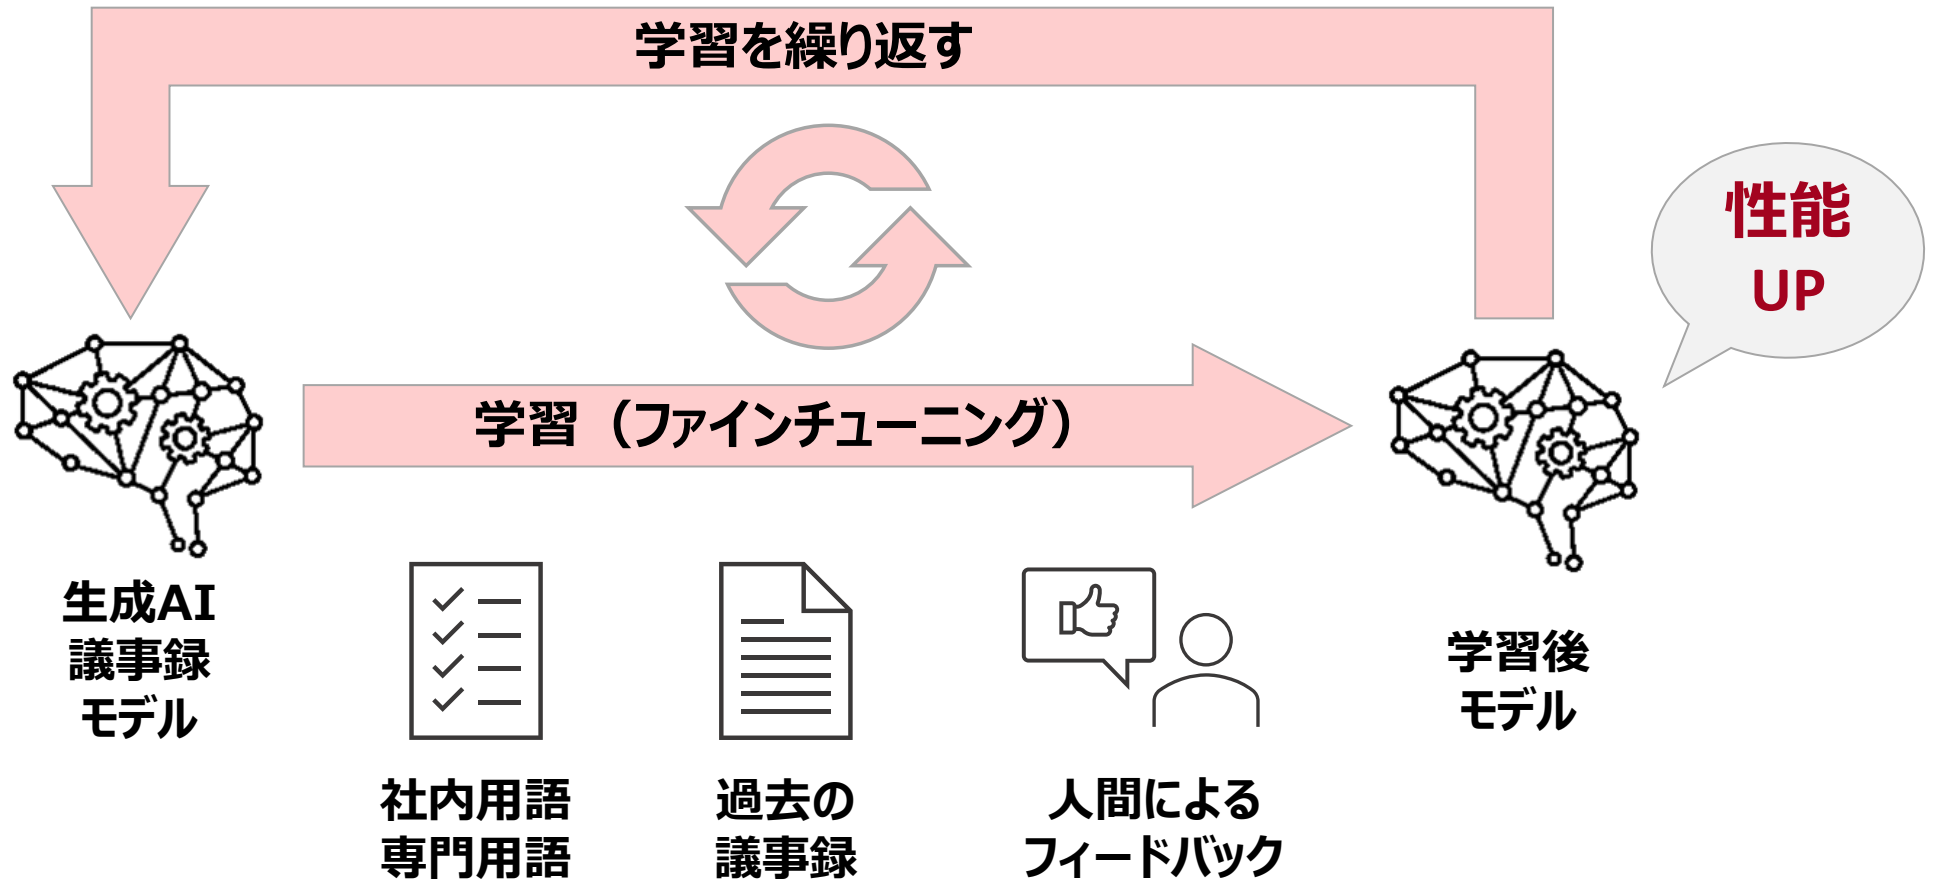 学習を繰り返す
性能
UP
学習（ファインチューニング）
生成AI
議事録
モデル
学習後
モデル
社内用語
専門用語
過去の
議事録
人間による
フィードバック